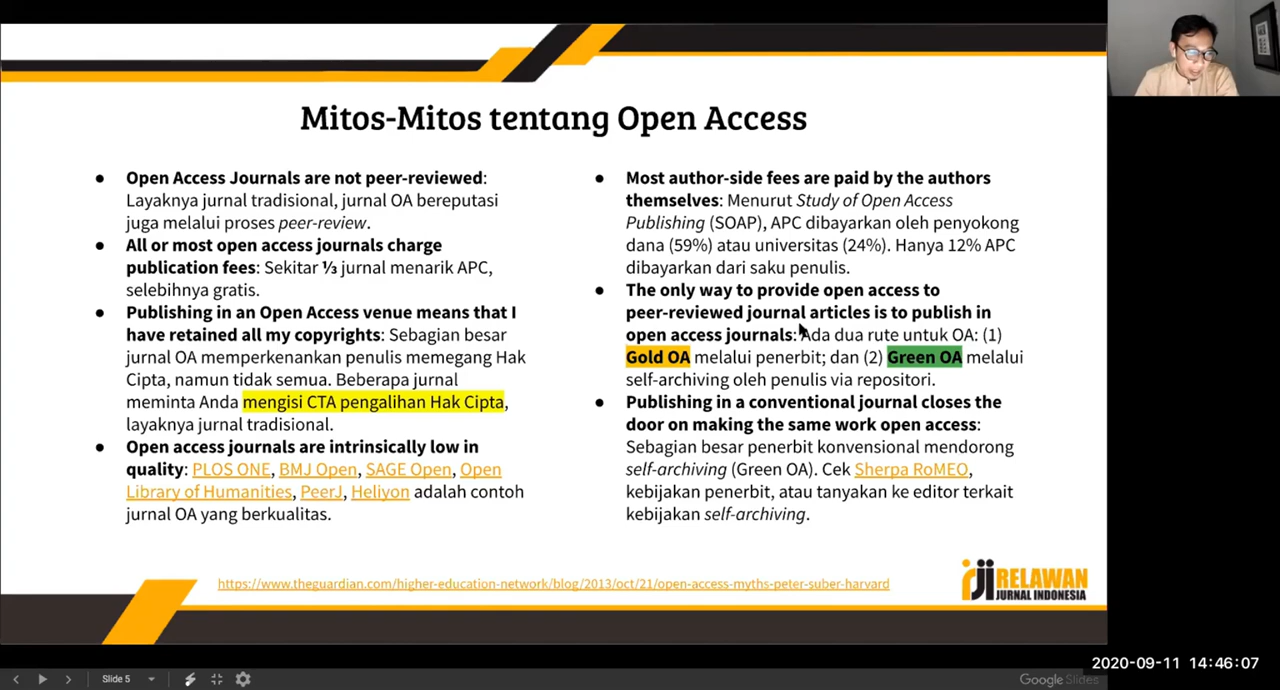 Mitos-Mitos tentang Open Access
● Open Access Journals are not peer-reviewed:
Layaknya jurnal tradisional, jurnal OA bereputasi
juga melalui proses peer-review.
● All or most open access journals charge
publication fees: Sekitar ⅓ jurnal menarik APC,
selebihnya gratis.
● Publishing in an Open Access venue means that I
have retained all my copyrights: Sebagian besar
jurnal OA memperkenankan penulis memegang Hak
Cipta, namun tidak semua. Beberapa jurnal
meminta Anda mengisi CTA pengalihan Hak Cipta,
layaknya jurnal tradisional.
● Open access journals are intrinsically low in
quality: PLOS ONE, BMJ Open, SAGE Open, Open
Library of Humanities, PeerJ, Heliyon adalah contoh
jurnal OA yang berkualitas.
● Most author-side fees are paid by the authors
themselves: Menurut Study of Open Access
Publishing (SOAP), APC dibayarkan oleh penyokong
dana (59%) atau universitas (24%). Hanya 12% APC
dibayarkan dari saku penulis.
● The only way to provide open access to
peer-reviewed journal articles is to publish in
open access journals: Ada dua rute untuk OA: (1)
Gold OA melalui penerbit; dan (2) Green OA melalui
self-archiving oleh penulis via repositori.
● Publishing in a conventional journal closes the
door on making the same work open access:
Sebagian besar penerbit konvensional mendorong
self-archiving (Green OA). Cek Sherpa RoMEO,
kebijakan penerbit, atau tanyakan ke editor terkait
kebijakan self-archiving.
https://www.theguardian.com/higher-education-network/blog/2013/oct/21/open-access-myths-peter-suber-harvard
rji RELAWAN
JURNAL INDONESIA
2020-09-11 14:46:07
Slide 5
Google Slides